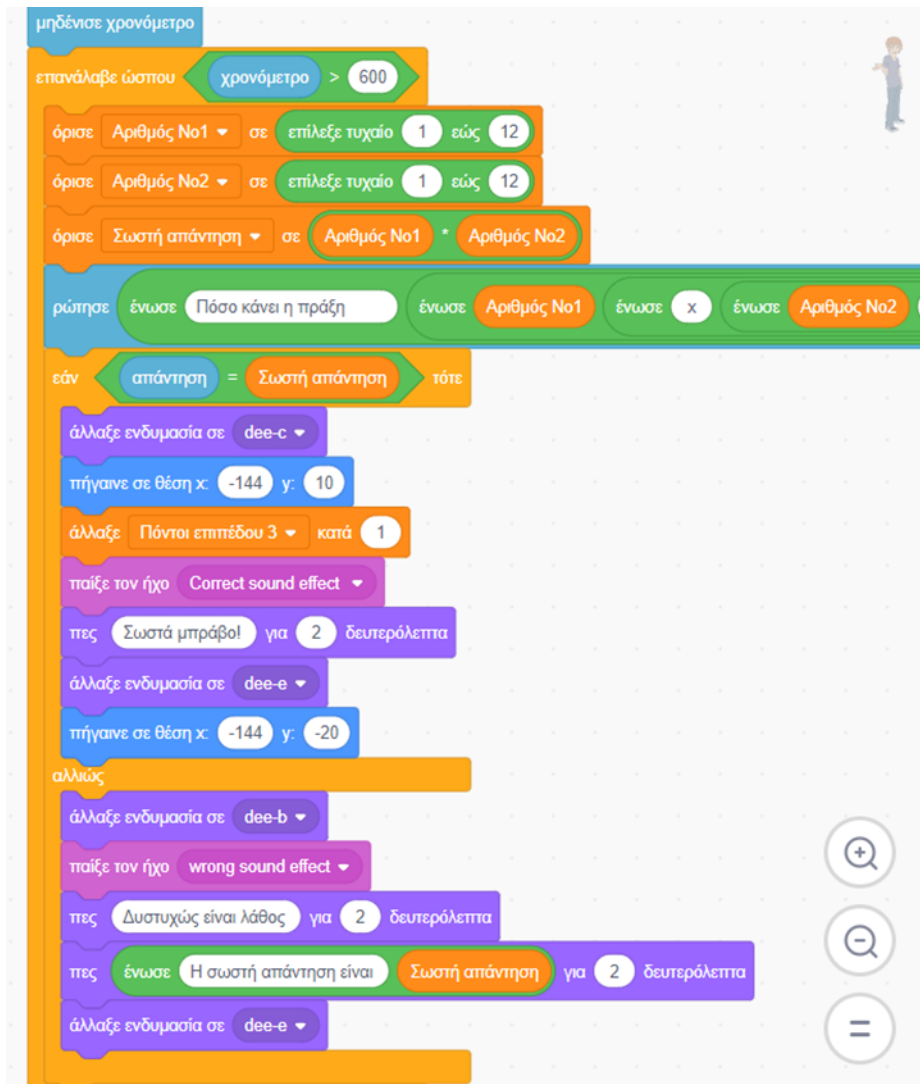 μηδένισε χρονόμετρο
επανάλαβε ώσπου χρονόμετρο > 600
όρισε Αριθμός Νο1 σε επίλεξε τυχαίο 1 εώς 12
όρισε Αριθμός Νο2 σε επίλεξε τυχαίο 1 εώς 12
όρισε Σωστή απάντηση σε Αριθμός Νο1 * Αριθμός Νο2
ρώτησε ένωσε Πόσο κάνει η πράξη ένωσε Αριθμός Νο1 ένωσε x ένωσε Αριθμός Νο2
εάν απάντηση = Σωστή απάντηση τότε
άλλαξε ενδυμασία σε dee-c
πήγαινε σε θέση x: -144 y: 10
άλλαξε Πόντοι επιπέδου 3 κατά 1
παίξε τον ήχο Correct sound effect
πες Σωστά μπράβο! για 2 δευτερόλεπτα
άλλαξε ενδυμασία σε dee-e
πήγαινε σε θέση x: -144 y: -20
αλλιώς
άλλαξε ενδυμασία σε dee-b
παίξε τον ήχο wrong sound effect
πες Δυστυχώς είναι λάθος για 2 δευτερόλεπτα
πες ένωσε Η σωστή απάντηση είναι Σωστή απάντηση για 2 δευτερόλεπτα
άλλαξε ενδυμασία σε dee-e